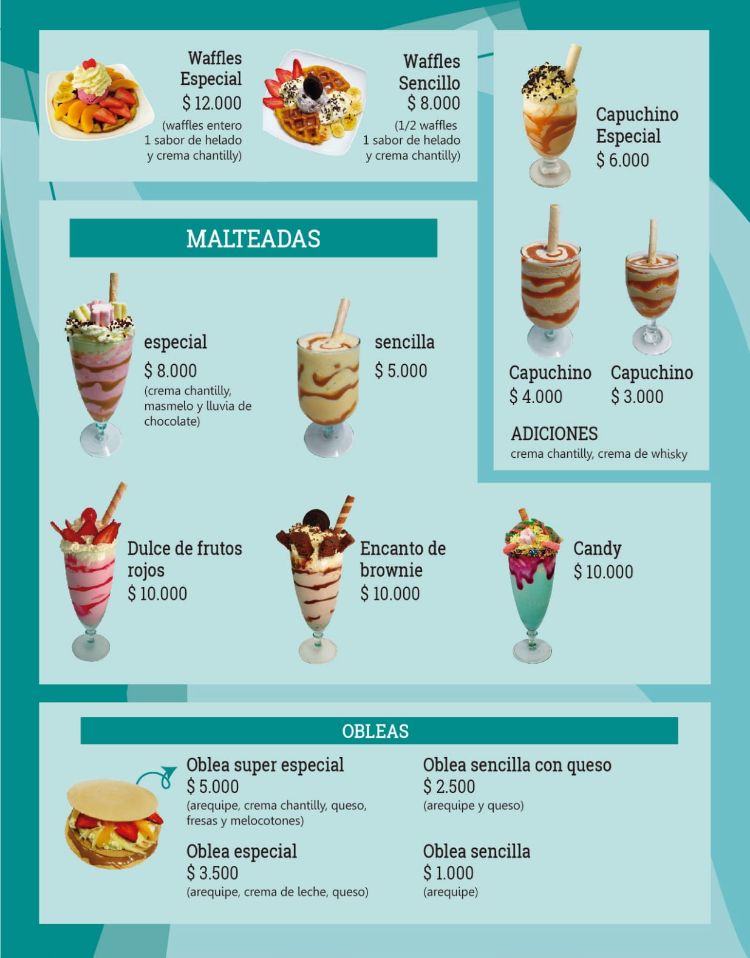 Waffles
Especial
$ 12.000
(waffles entero
1 sabor de helado
y crema chantilly)
Waffles
Sencillo
$ 8.000
(1/2 waffles
1 sabor de helado
y crema chantilly)
Capuchino
Especial
$ 6.000
Capuchino
$ 4.000
Capuchino
$ 3.000
ADICIONES
crema chantilly, crema de whisky
MALTEADAS
especial
$ 8.000
(crema chantilly,
masmelo y lluvia de
chocolate)
sencilla
$ 5.000
Dulce de frutos
rojos
$ 10.000
Encanto de
brownie
$ 10.000
Candy
$ 10.000
OBLEAS
Oblea super especial
$ 5.000
(arequipe, crema chantilly, queso,
fresas y melocotones)
Oblea sencilla con queso
$ 2.500
(arequipe y queso)
Oblea especial
$ 3.500
(arequipe, crema de leche, queso)
Oblea sencilla
$ 1.000
(arequipe)